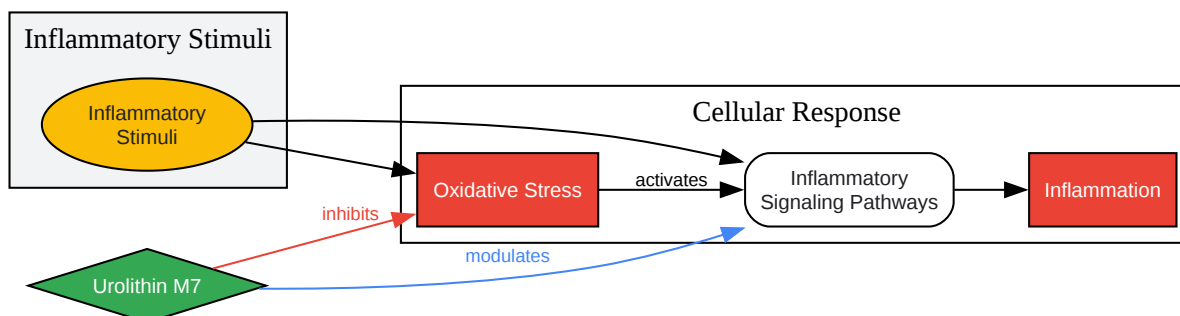 Inflammatory Stimuli
Inflammatory
Stimuli
Cellular Response
Oxidative Stress
activates
Inflammatory
Signaling Pathways
Inflammation
inhibits
modulates
Urolithin M7